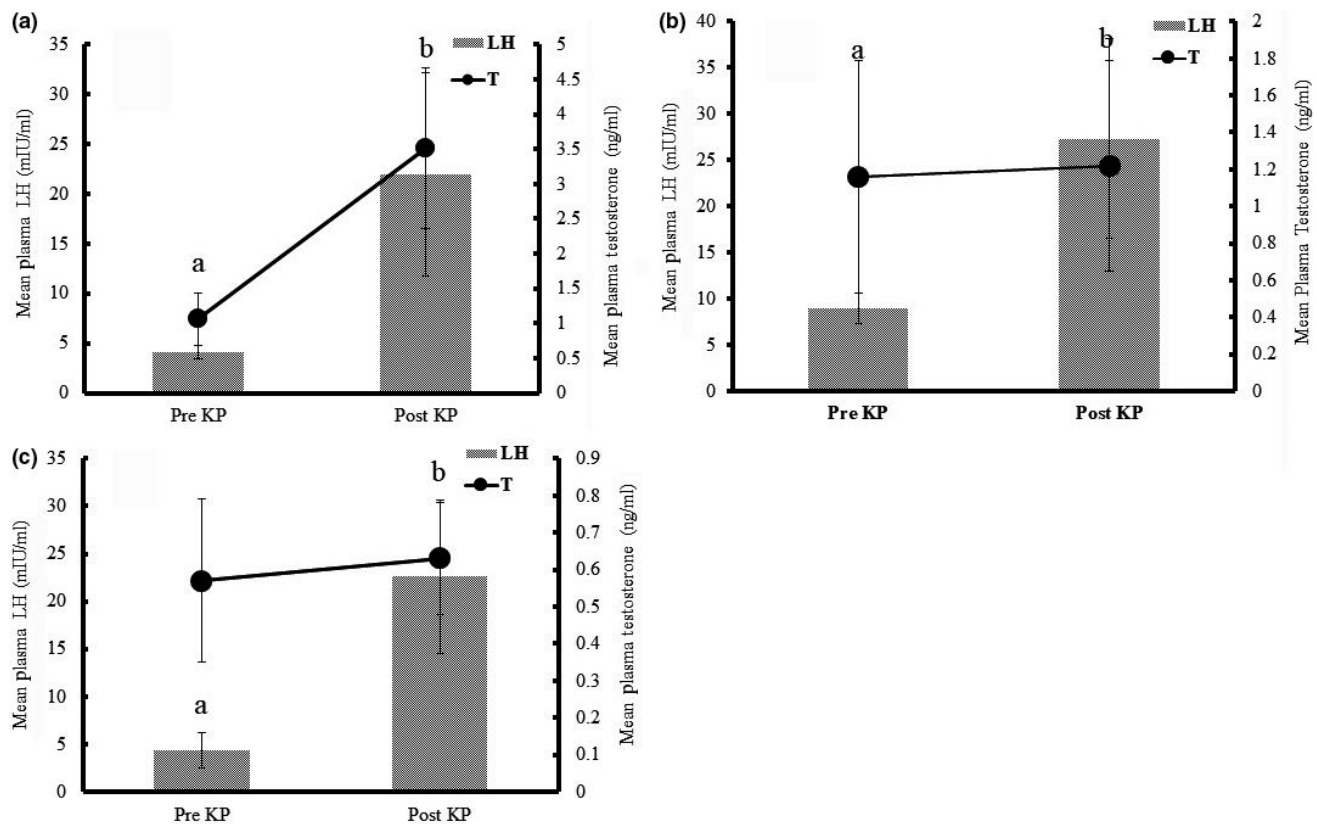 (a)
LH
T
b
a
35
30
25
20
15
10
5
0
Mean plasma LH (mIU/ml)
5
4.5
4
3.5
3
2.5
2
1.5
1
0.5
0
Mean plasma testosterone (ng/ml)
Pre KP
Post KP
(b)
LH
T
a
b
40
35
30
25
20
15
10
5
0
Mean plasma LH (mIU/ml)
2
1.8
1.6
1.4
1.2
1
0.8
0.6
0.4
0.2
0
Mean Plasma Testosterone (ng/ml)
Pre KP
Post KP
(c)
LH
T
b
a
35
30
25
20
15
10
5
0
Mean plasma LH (mIU/ml)
0.9
0.8
0.7
0.6
0.5
0.4
0.3
0.2
0.1
0
Mean plasma testosterone (ng/ml)
Pre KP
Post KP